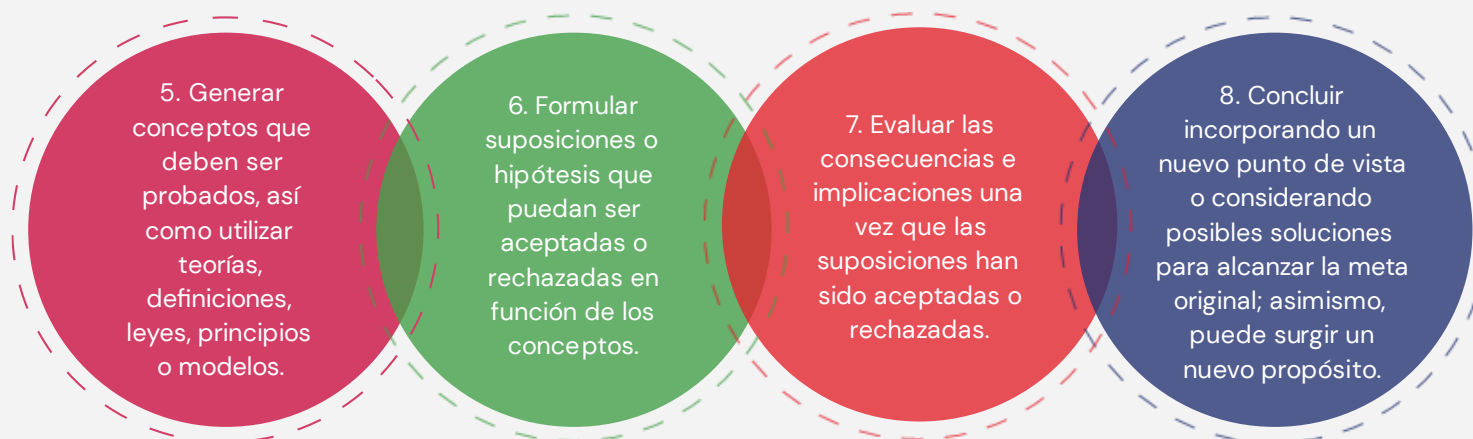 5. Generar
conceptos que
deben ser
probados, así
como utilizar
teorías,
definiciones,
leyes, principios
o modelos.
6. Formular
suposiciones o
hipótesis que
puedan ser
aceptadas o
rechazadas en
función de los
conceptos.
7. Evaluar las
consecuencias e
implicaciones una
vez que las
suposiciones han
sido aceptadas o
rechazadas.
8. Concluir
incorporando un
nuevo punto de vista
o considerando
posibles soluciones
para alcanzar la meta
original; asimismo,
puede surgir un
nuevo propósito.